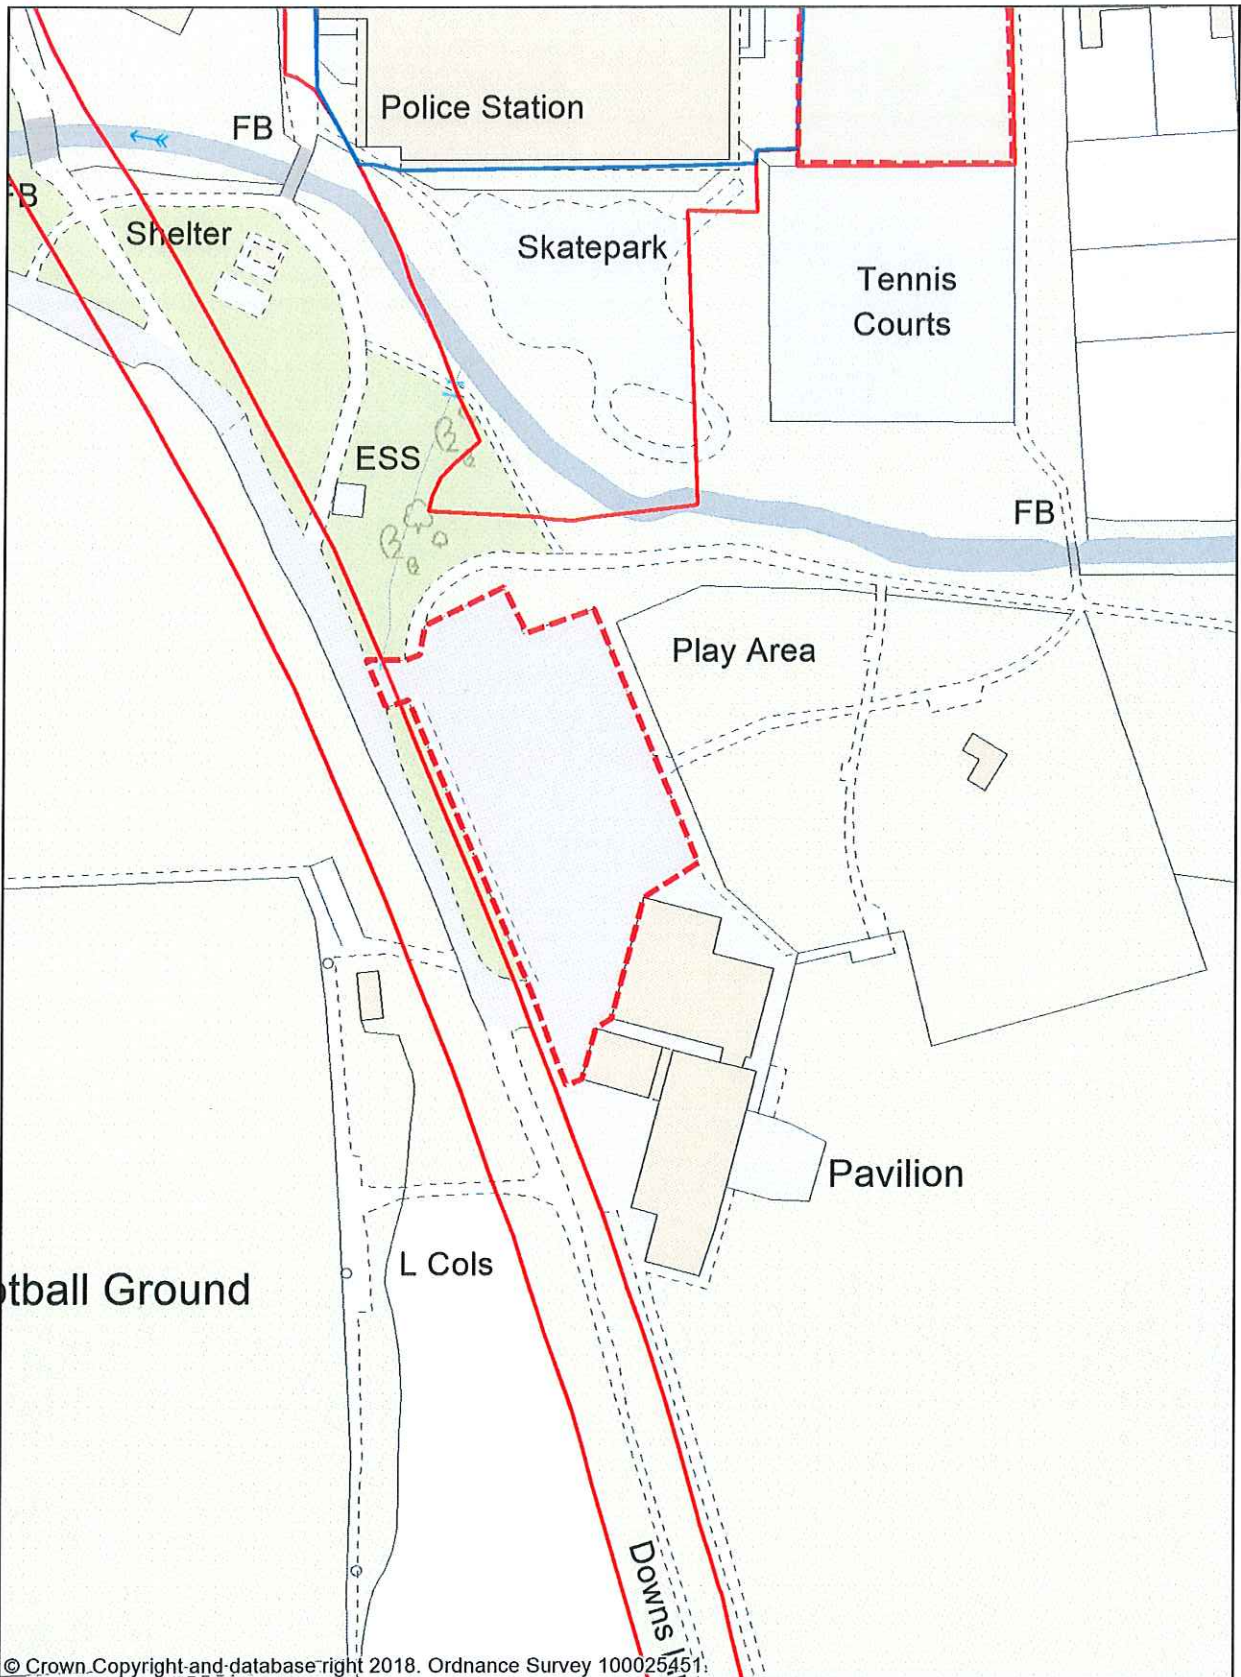 Police Station
FB
FB
Shelter
Skatepark
Tennis
Courts
ESS
FB
Play Area
Pavilion
L Cols
otball Ground
Downs
© Crown Copyright and database right 2018. Ordnance Survey 100025451.